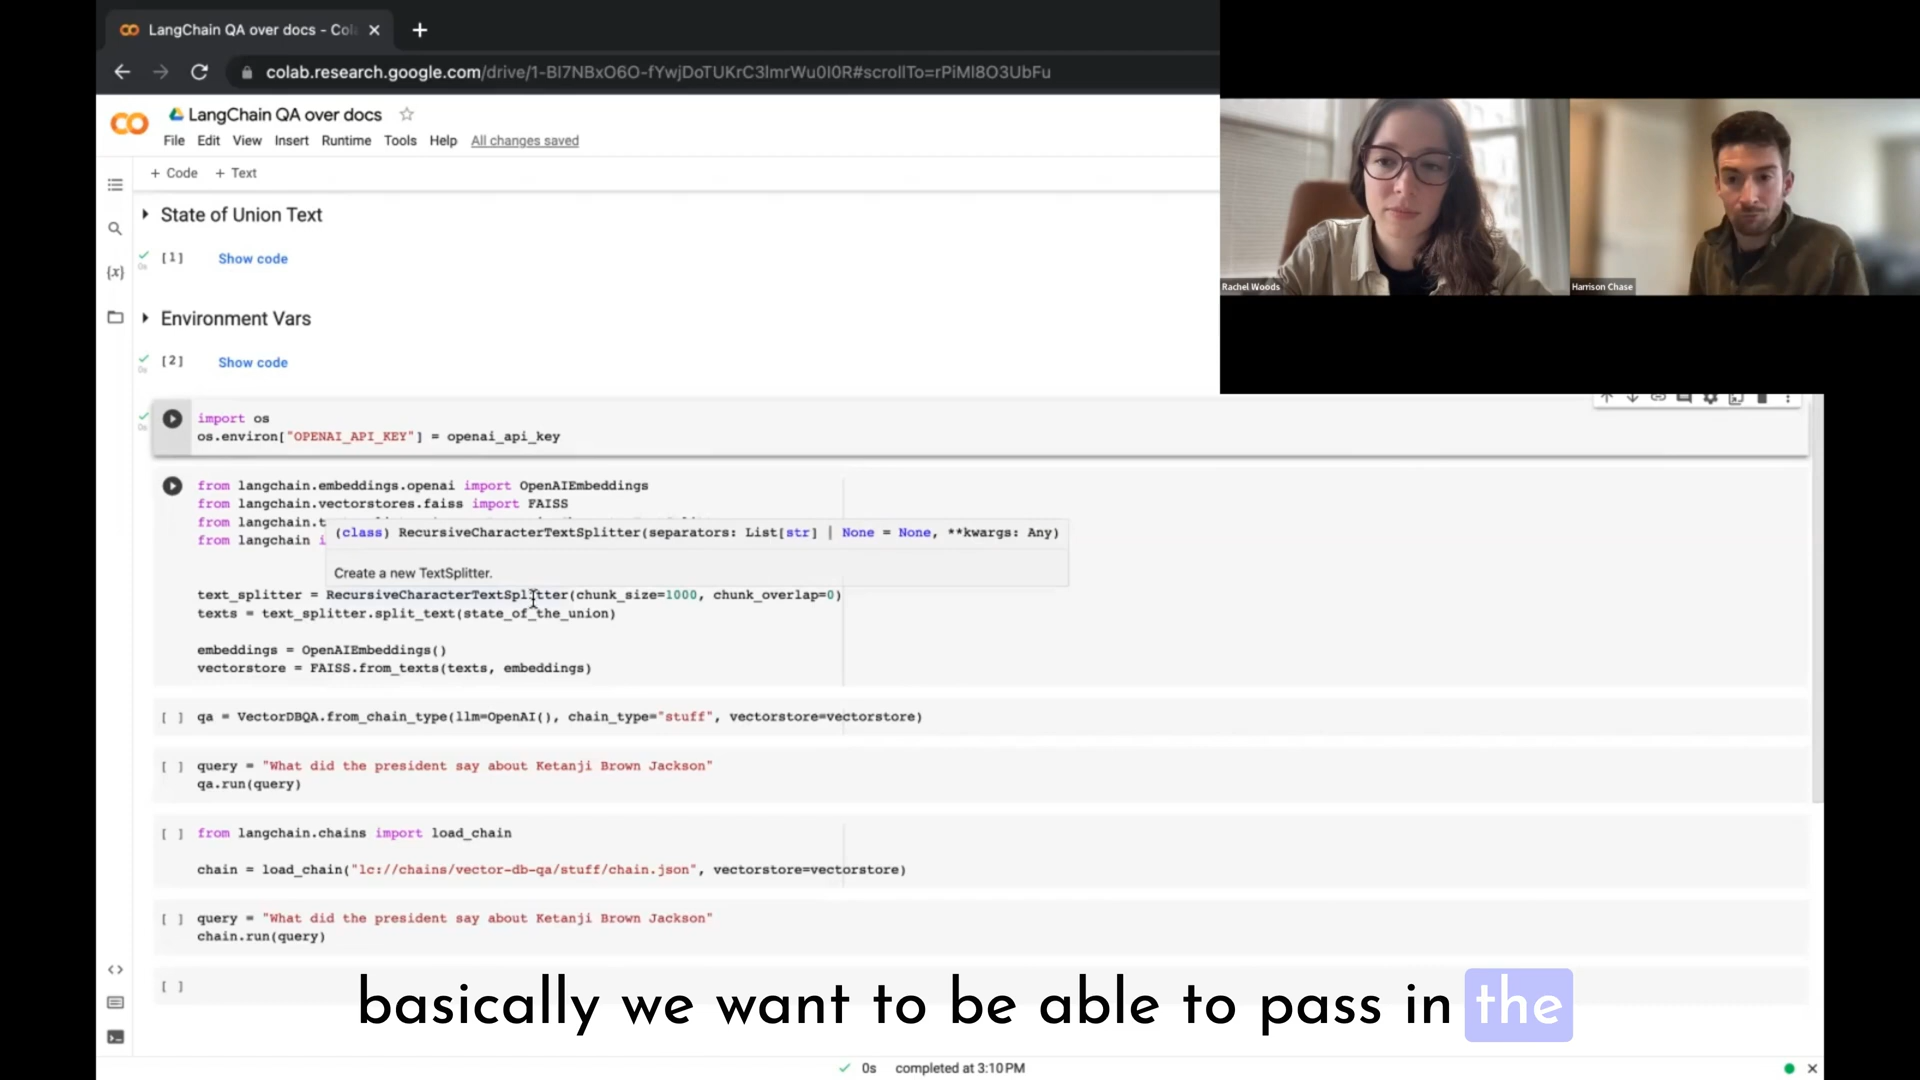 LangChain QA over docs - Col
colab.research.google.com/drive/1-BI7NBxO6O-fYwjDoTUKrC3lmrWu0I0R#scrollTo=rPiMl8O3UbFu
LangChain QA over docs
File Edit View Insert Runtime Tools Help All changes saved
+ Code + Text
State of Union Text
[1] Show code
0s
Environment Vars
[2] Show code
0s
Rachel Woods
Harrison Chase
import os
0s
os.environ["OPENAI_API_KEY"] = openai_api_key
from langchain.embeddings.openai import OpenAIEmbeddings
from langchain.vectorstores.faiss import FAISS
from langchain.t
(class) RecursiveCharacterTextSplitter(separators: List[str] | None = None, **kwargs: Any)
from langchain i
Create a new TextSplitter.
text_splitter = RecursiveCharacterTextSplitter(chunk_size=1000, chunk_overlap=0)
texts = text_splitter.split_text(state_of_the_union)
embeddings = OpenAIEmbeddings()
vectorstore = FAISS.from_texts(texts, embeddings)
[ ] qa = VectorDBQA.from_chain_type(llm=OpenAI(), chain_type="stuff", vectorstore=vectorstore)
[ ] query = "What did the president say about Ketanji Brown Jackson"
qa.run(query)
[ ] from langchain.chains import load_chain
chain = load_chain("lc://chains/vector-db-qa/stuff/chain.json", vectorstore=vectorstore)
[ ] query = "What did the president say about Ketanji Brown Jackson"
chain.run(query)
[ ]
basically we want to be able to pass in the
0s completed at 3:10 PM